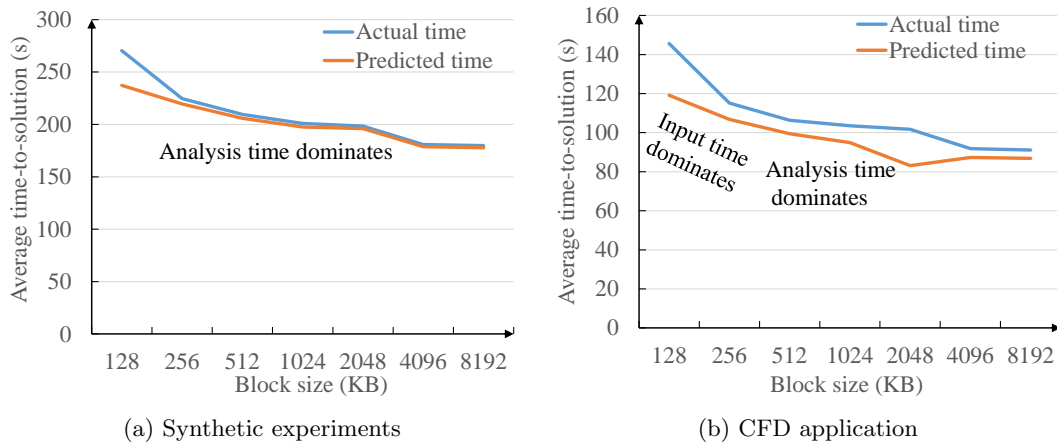 Average time-to-solution (s)
300
250
200
150
100
50
0
Actual time
Predicted time
Analysis time dominates
128 256 512 1024 2048 4096 8192
Block size (KB)
(a) Synthetic experiments
Average time-to-solution (s)
160
140
120
100
80
60
40
20
0
Actual time
Predicted time
Input time
dominates
Analysis time
dominates
128 256 512 1024 2048 4096 8192
Block size (KB)
(b) CFD application